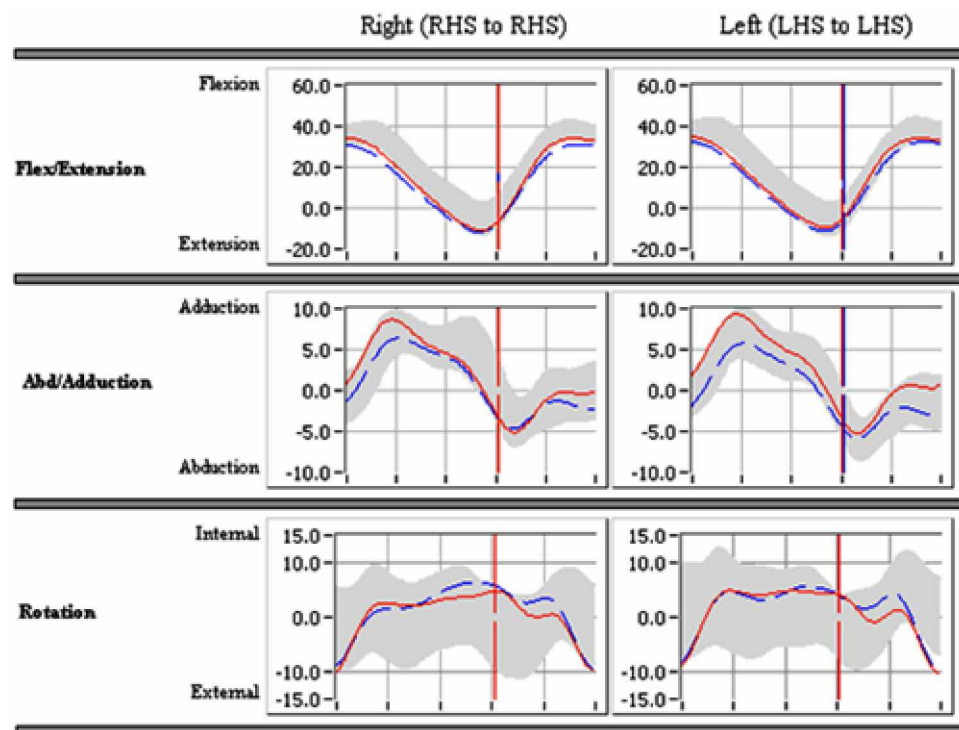 Right (RHS to RHS) Left (LHS to LHS)
Flexion
60.0 60.0
40.0 40.0
Flex/Extension
20.0 20.0
0.0 0.0
Extension
-20.0 -20.0
Adduction
10.0 10.0
5.0 5.0
Abd/Adduction
0.0 0.0
-5.0 -5.0
Abduction
-10.0 -10.0
Internal
15.0 15.0
10.0 10.0
Rotation
0.0 0.0
-10.0 -10.0
External
-15.0 -15.0